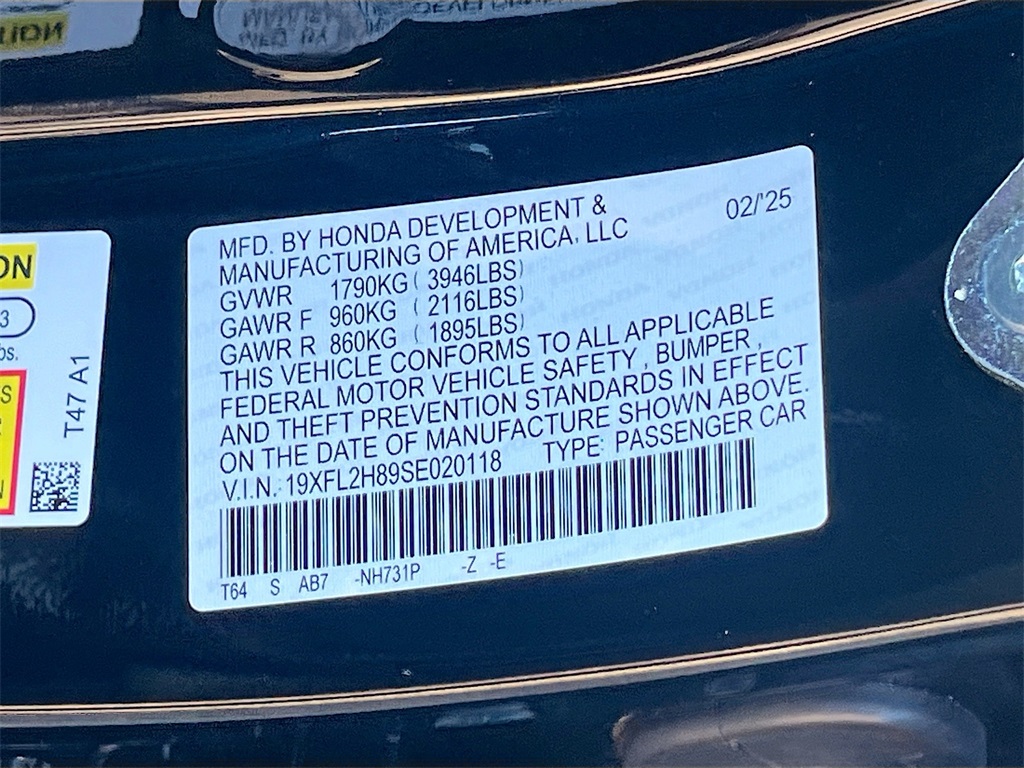 MFD. BY HONDA DEVELOPMENT & 02/'25
MANUFACTURING OF AMERICA, LLC
GVWR 1790KG ( 3946LBS)
GAWR F 960KG ( 2116LBS)
GAWR R 860KG ( 1895LBS)
THIS VEHICLE CONFORMS TO ALL APPLICABLE
FEDERAL MOTOR VEHICLE SAFETY , BUMPER ,
AND THEFT PREVENTION STANDARDS IN EFFECT
ON THE DATE OF MANUFACTURE SHOWN ABOVE.
V.I.N.: 19XFL2H89SE020118 TYPE: PASSENGER CAR
T64 S AB7 -NH731P -Z -E
T47 A1